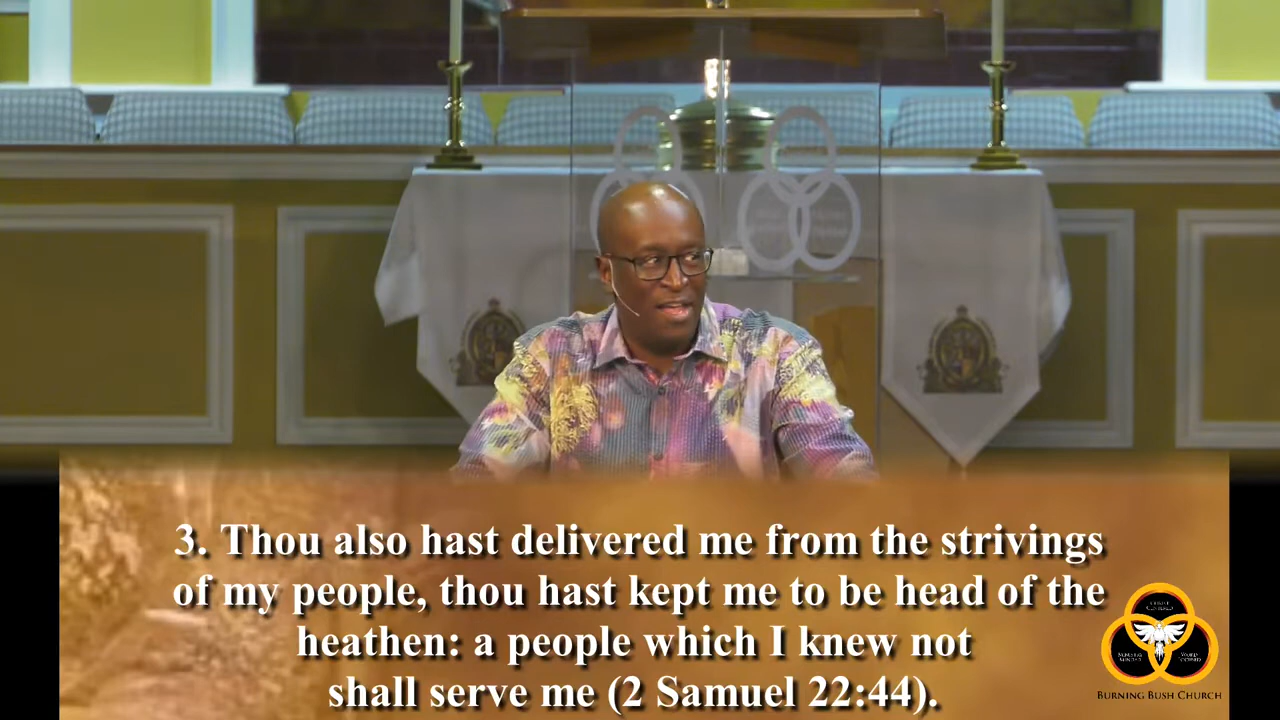 3. Thou also hast delivered me from the strivings
of my people, thou hast kept me to be head of the
heathen: a people which I knew not
shall serve me (2 Samuel 22:44).
BURNING BUSH CHURCH